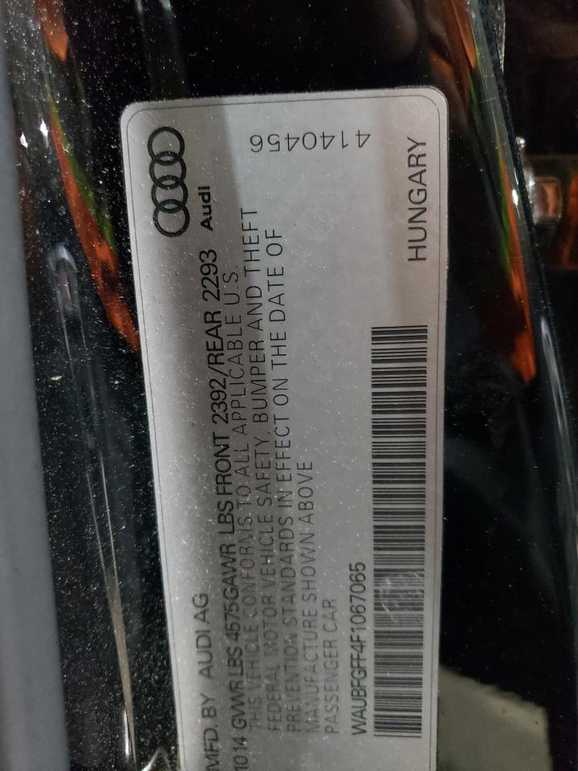 Audi
MFD. BY AUDI AG
1014 GVWR LBS 4575 GAWR LBS FRONT 2392/REAR 2293
THIS VEHICLE CONFORMS TO ALL APPLICABLE U.S.
FEDERAL MOTOR VEHICLE SAFETY, BUMPER AND THEFT
PREVENTION STANDARDS IN EFFECT ON THE DATE OF
MANUFACTURE SHOWN ABOVE
PASSENGER CAR
4140456
WAUBFGFF4F1067065
HUNGARY